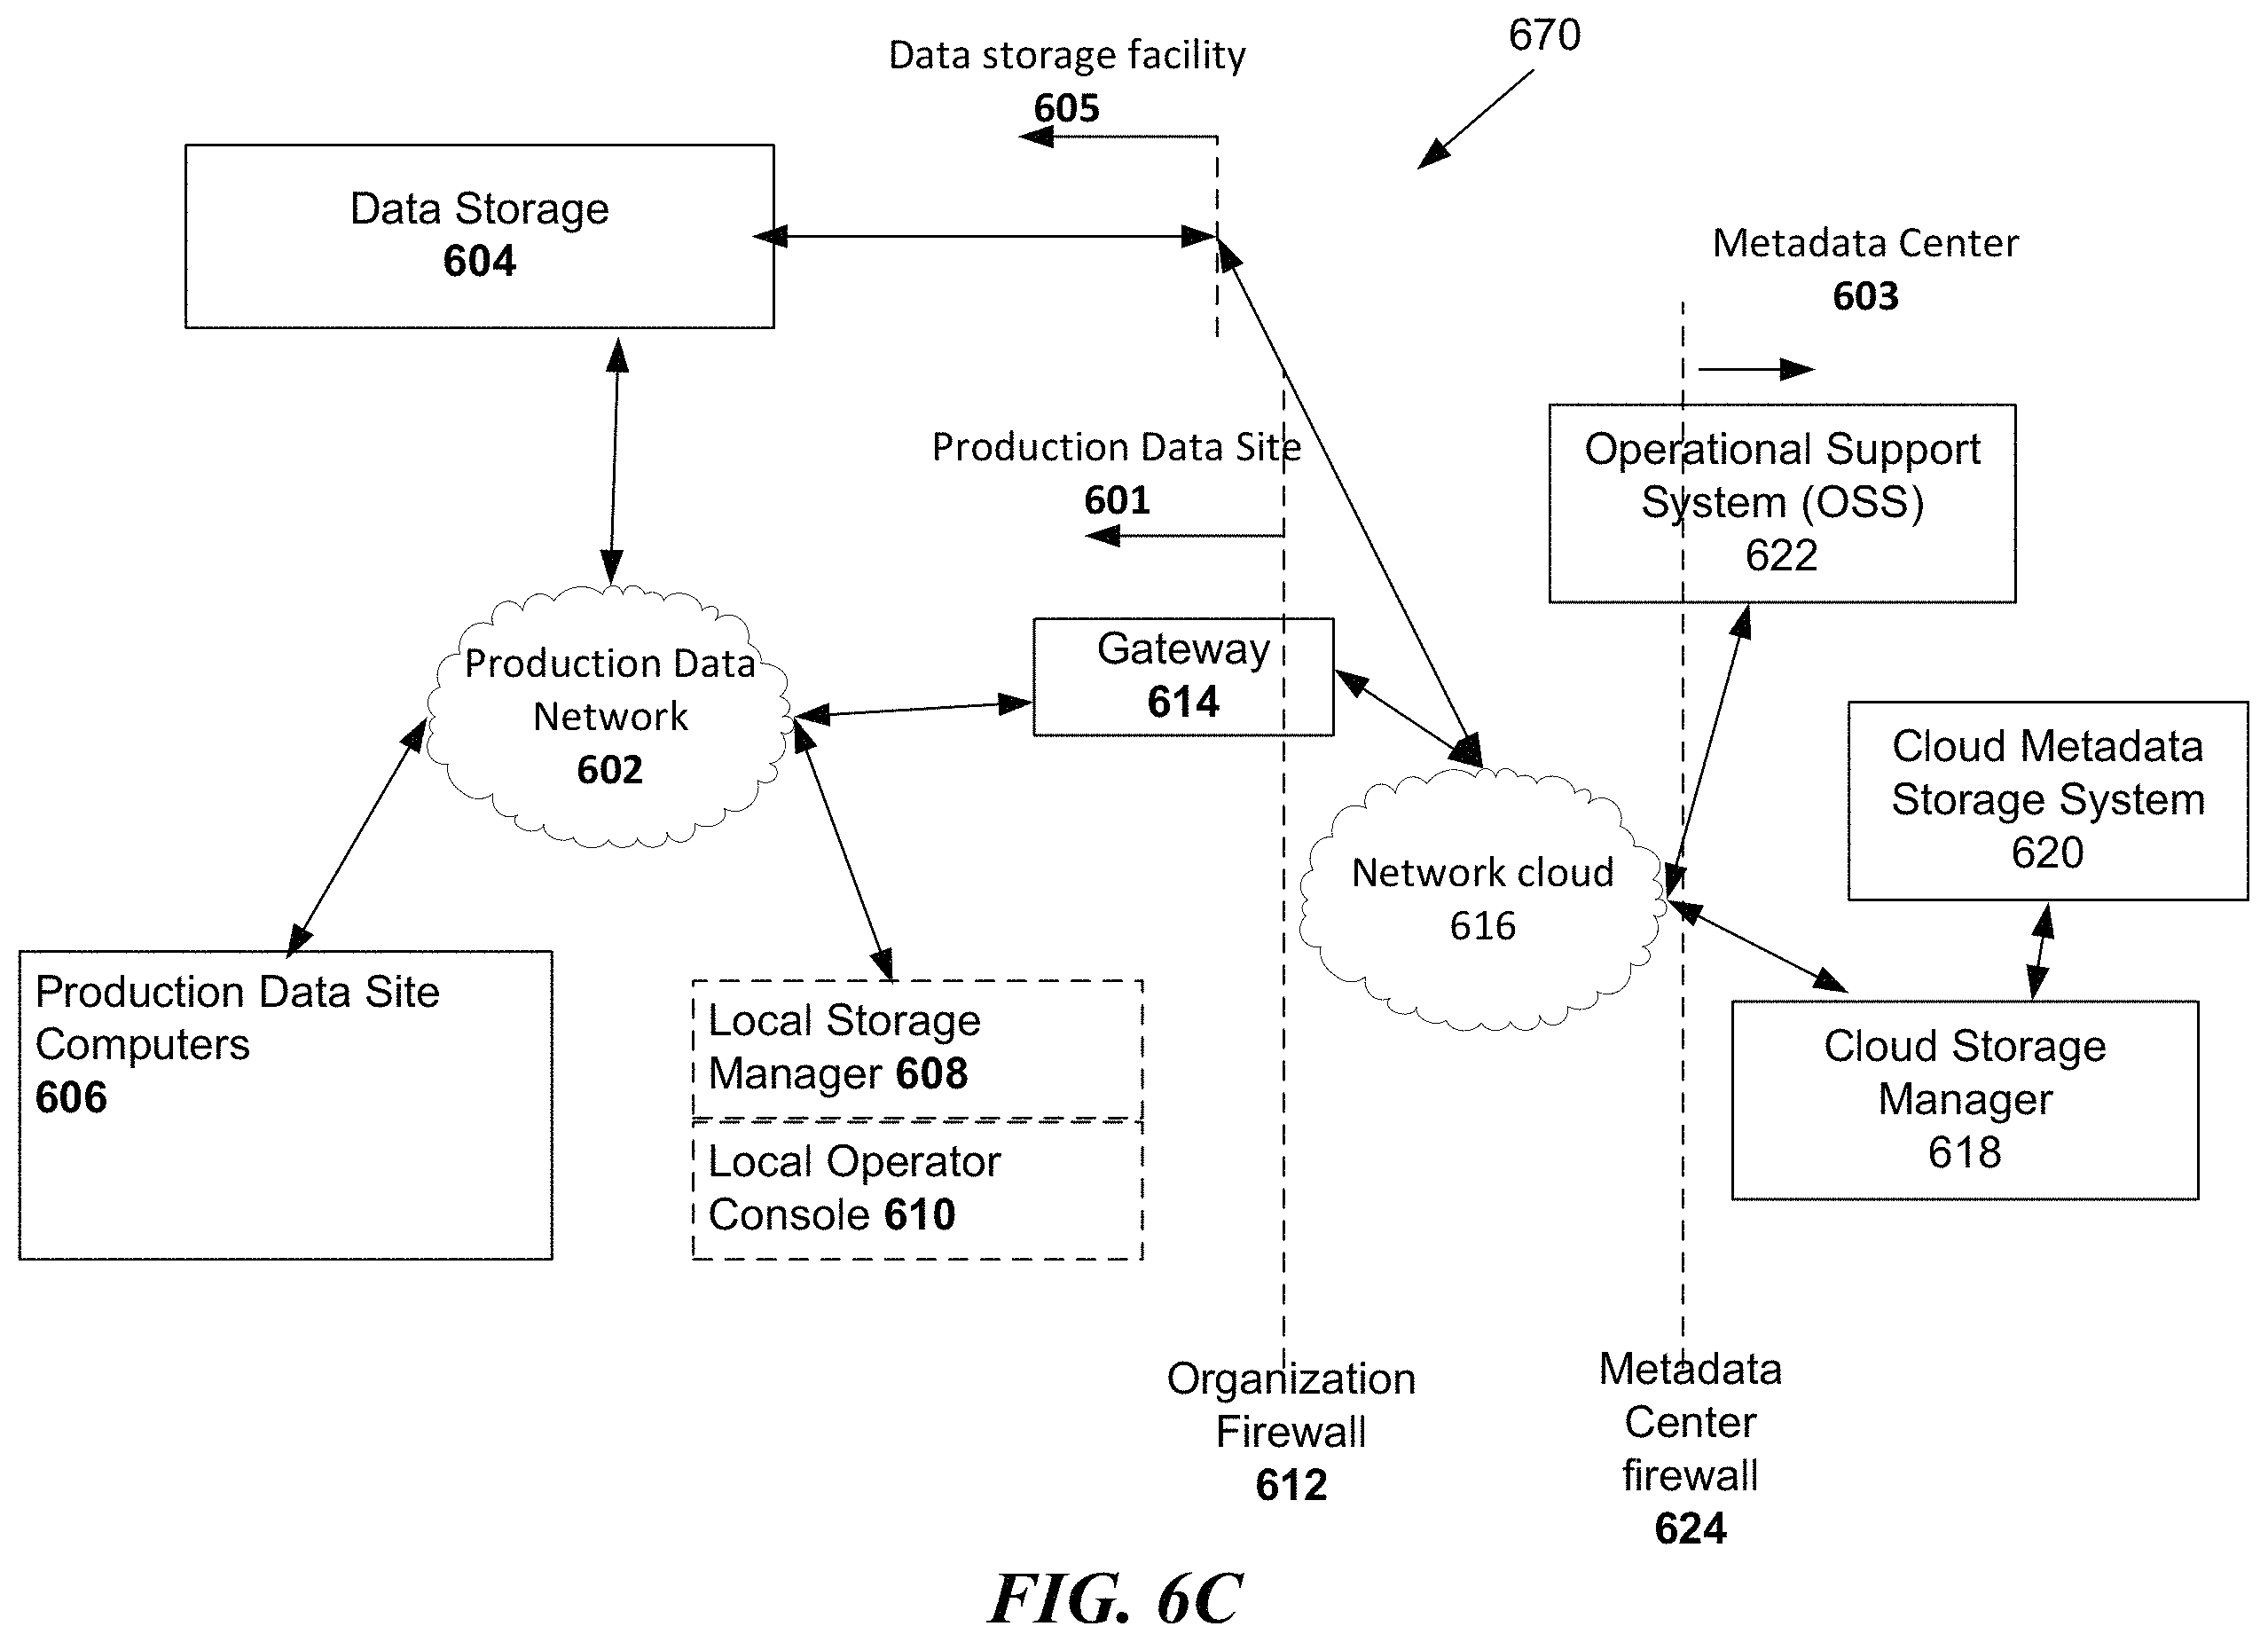 670
Data storage facility
605
Data Storage
604
Metadata Center
603
Production Data Site
601
Operational Support
System (OSS)
622
Production Data
Network
602
Gateway
614
Cloud Metadata
Storage System
620
Network cloud
616
Production Data Site
Computers
606
Local Storage
Manager 608
Local Operator
Console 610
Cloud Storage
Manager
618
Organization
Firewall
612
Metadata
Center
firewall
624
FIG. 6C